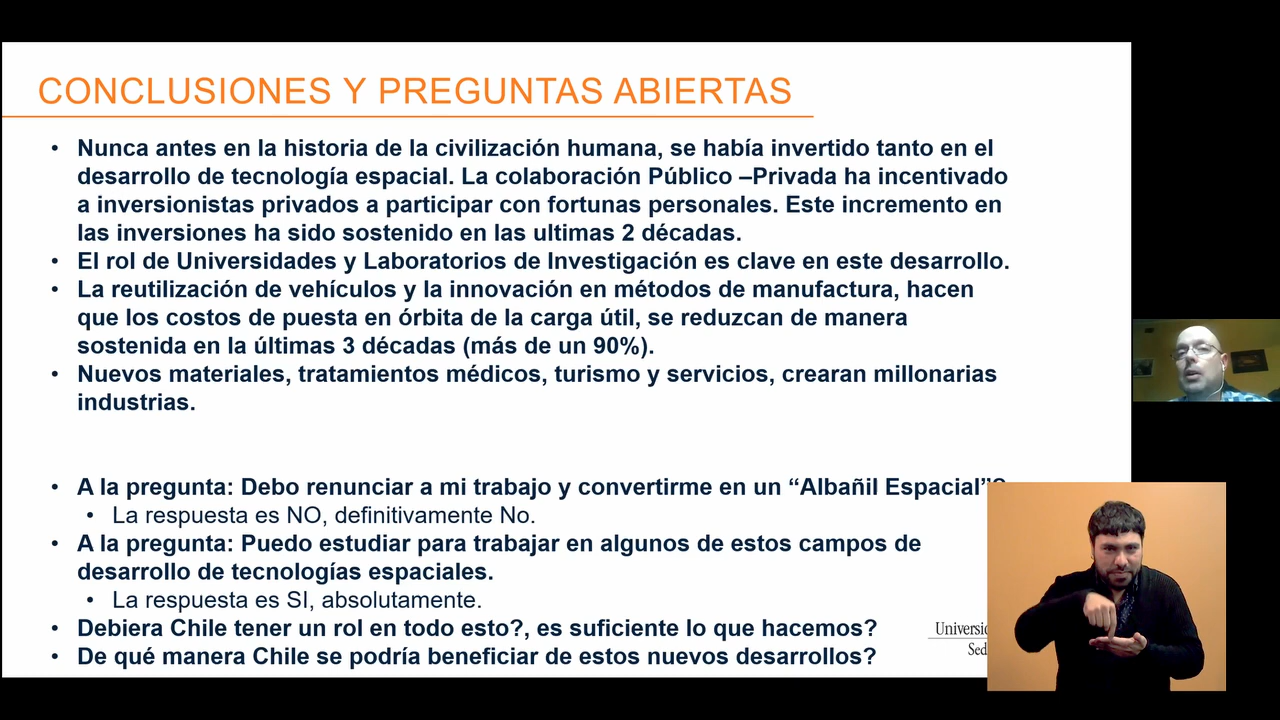 CONCLUSIONES Y PREGUNTAS ABIERTAS
• Nunca antes en la historia de la civilización humana, se había invertido tanto en el
desarrollo de tecnología espacial. La colaboración Público –Privada ha incentivado
a inversionistas privados a participar con fortunas personales. Este incremento en
las inversiones ha sido sostenido en las ultimas 2 décadas.
• El rol de Universidades y Laboratorios de Investigación es clave en este desarrollo.
• La reutilización de vehículos y la innovación en métodos de manufactura, hacen
que los costos de puesta en órbita de la carga útil, se reduzcan de manera
sostenida en la últimas 3 décadas (más de un 90%).
• Nuevos materiales, tratamientos médicos, turismo y servicios, crearan millonarias
industrias.
• A la pregunta: Debo renunciar a mi trabajo y convertirme en un “Albañil Espacial”?
• La respuesta es NO, definitivamente No.
• A la pregunta: Puedo estudiar para trabajar en algunos de estos campos de
desarrollo de tecnologías espaciales.
• La respuesta es SI, absolutamente.
• Debiera Chile tener un rol en todo esto?, es suficiente lo que hacemos?
• De qué manera Chile se podría beneficiar de estos nuevos desarrollos?